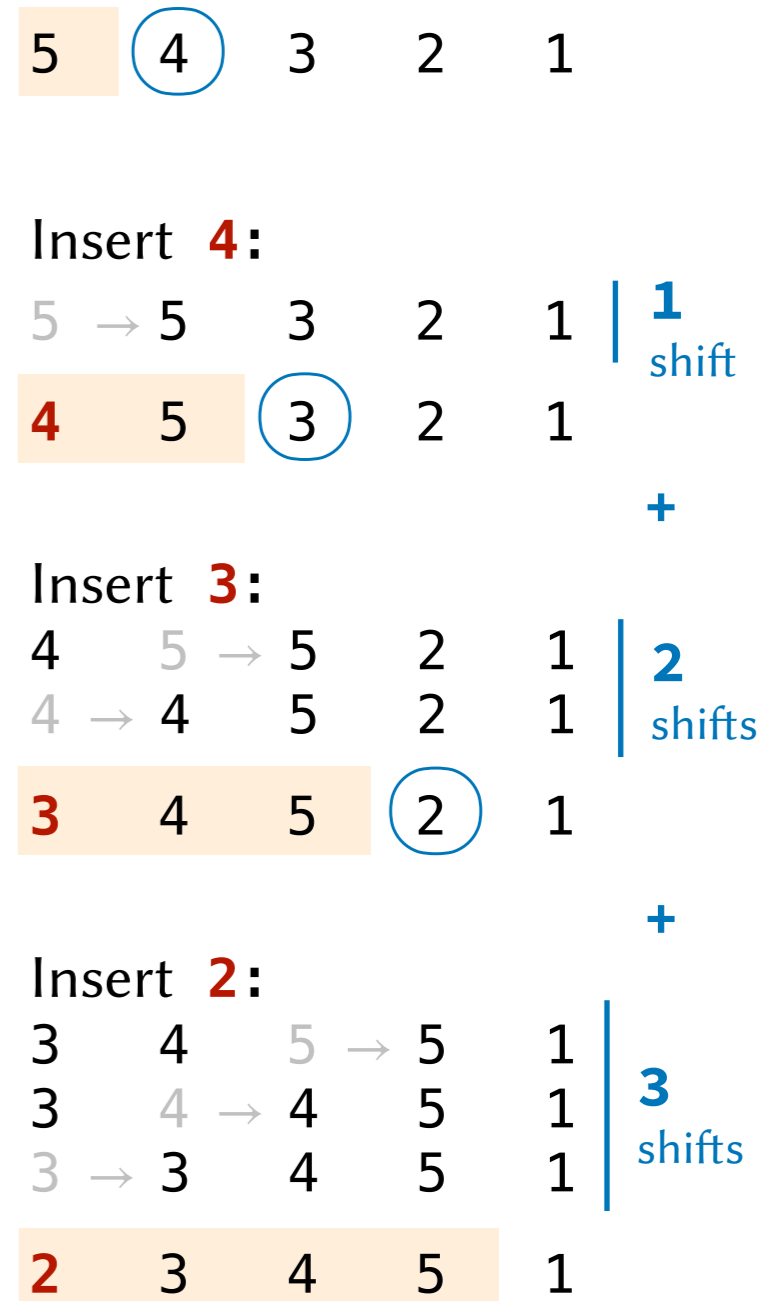 5 4 3 2 1
Insert 4:
5 → 5 3 2 1
1
shift
4 5 3 2 1
+
Insert 3:
4 5 → 5 2 1
4 → 4 5 2 1
2
shifts
3 4 5 2 1
+
Insert 2:
3 4 5 → 5 1
3 4 → 4 5 1
3 → 3 4 5 1
3
shifts
2 3 4 5 1